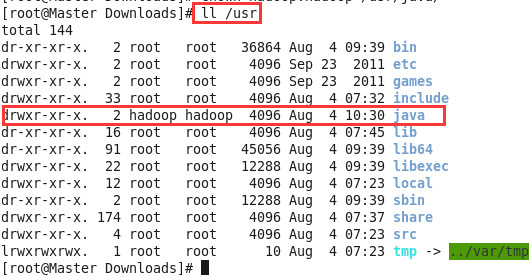 [root@Master Downloads]# ll /usr
total 144
dr-xr-xr-x. 2 root root 36864 Aug 4 09:39 bin
drwxr-xr-x. 2 root root 4096 Sep 23 2011 etc
drwxr-xr-x. 2 root root 4096 Sep 23 2011 games
drwxr-xr-x. 33 root root 4096 Aug 4 07:32 include
drwxr-xr-x. 2 hadoop hadoop 4096 Aug 4 10:30 java
dr-xr-xr-x. 16 root root 4096 Aug 4 07:45 lib
dr-xr-xr-x. 91 root root 45056 Aug 4 09:39 lib64
drwxr-xr-x. 22 root root 12288 Aug 4 09:39 libexec
drwxr-xr-x. 12 root root 4096 Aug 4 07:23 local
dr-xr-xr-x. 2 root root 12288 Aug 4 09:39 sbin
drwxr-xr-x. 174 root root 4096 Aug 4 07:37 share
drwxr-xr-x. 4 root root 4096 Aug 4 07:23 src
lrwxrwxrwx. 1 root root 10 Aug 4 07:23 tmp -> ../var/tmp
[root@Master Downloads]#